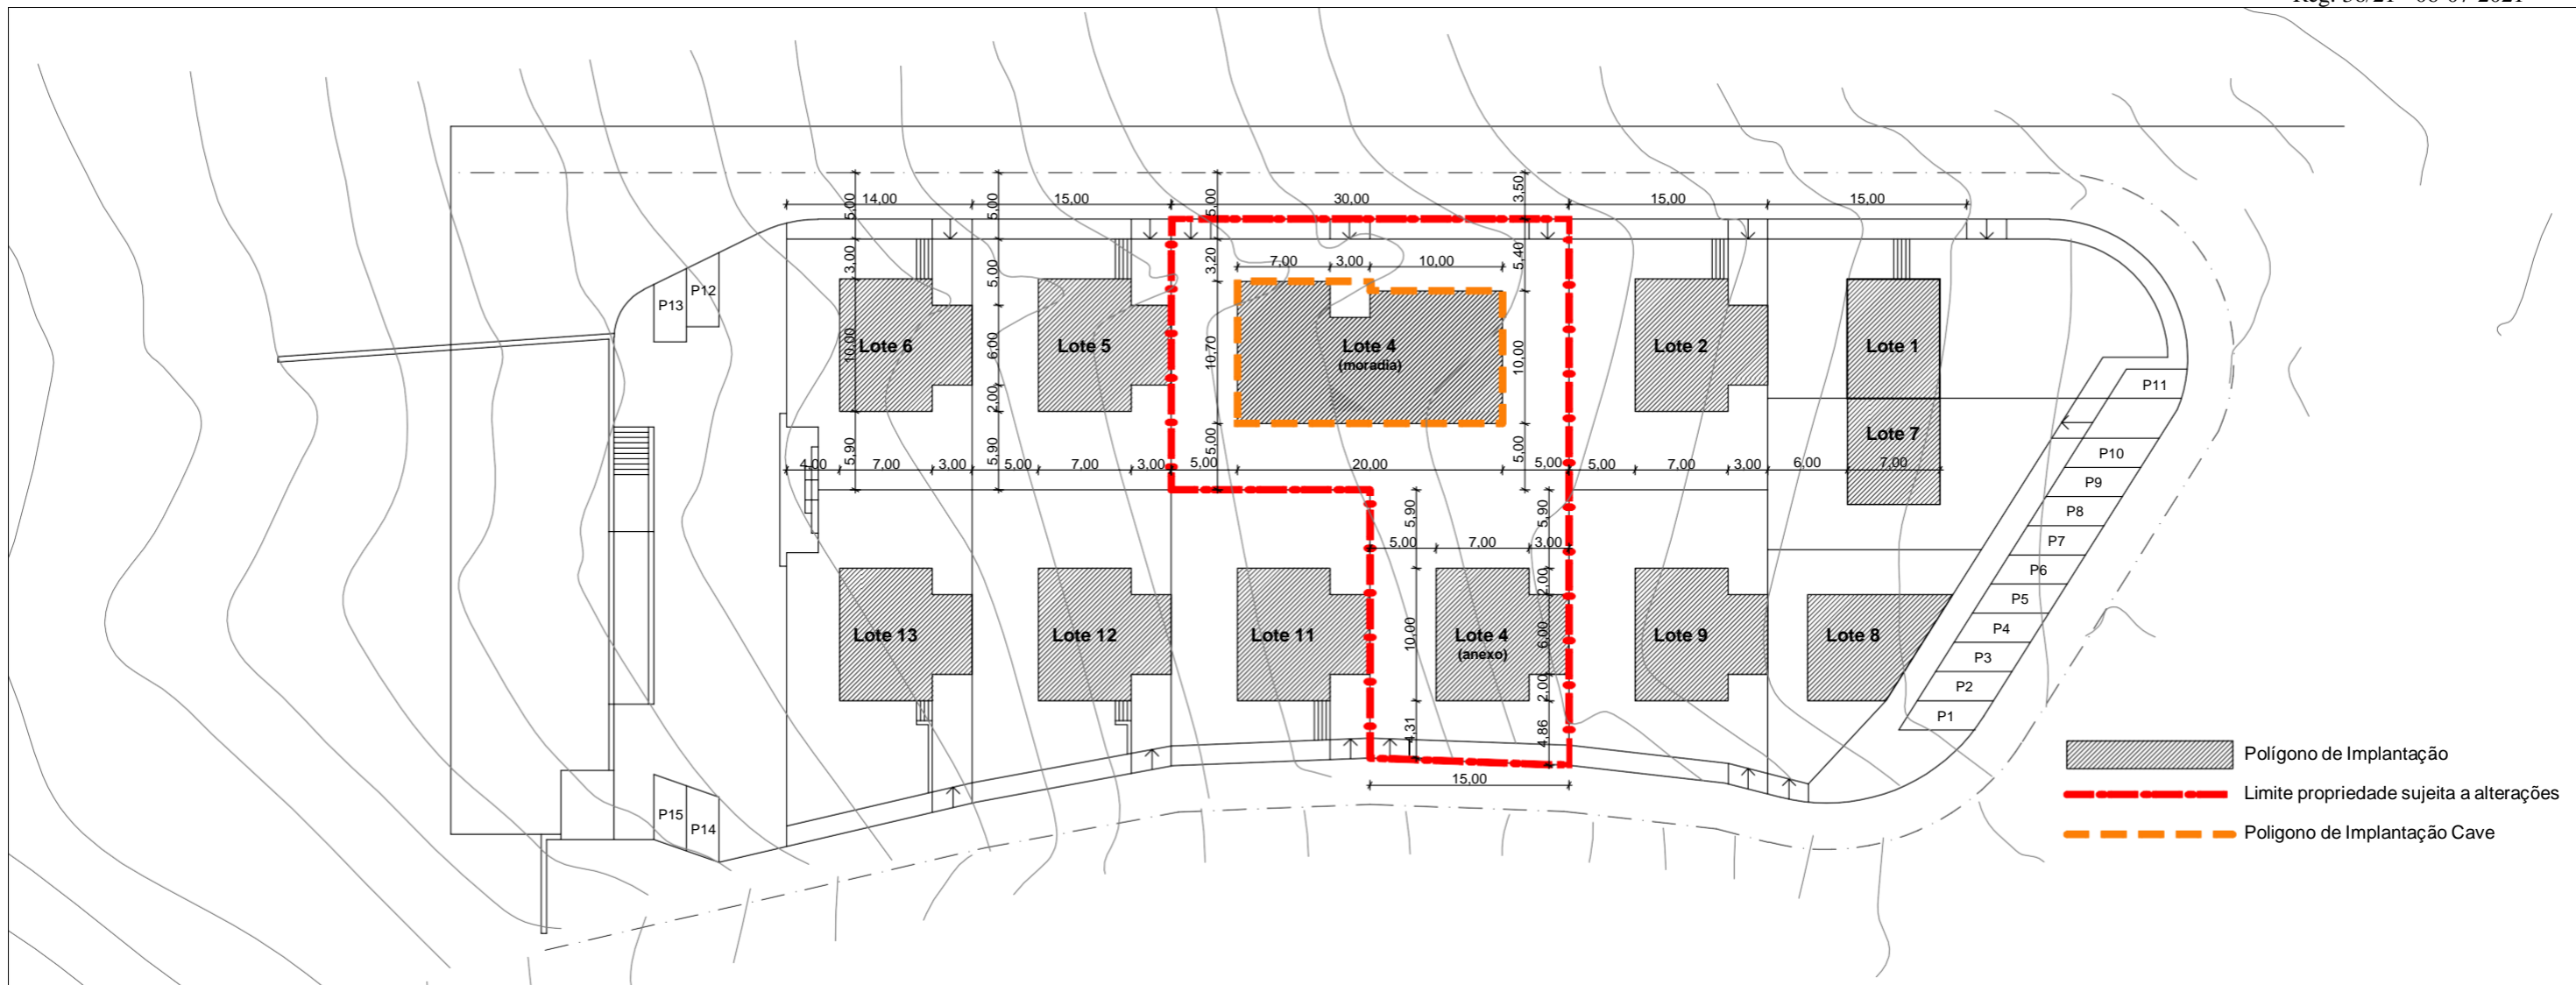 14,00 15,00 30,00 15,00 15,00
5,00 5,00 5,00 3,50
3,00 5,00 3,20 5,40
7,00 3,00 10,00
P13 P12
Lote 6 Lote 5 Lote 4 Lote 2 Lote 1
(moradia)
10,00 6,00 10,70 10,00
2,00
P11
Lote 7
5,90 5,90 5,00 5,00
4,00 7,00 3,00 5,00 7,00 3,00 5,00 20,00 5,00 5,00 7,00 3,00 6,00 7,00
P10
P9
P8
P7
P6
P5
P4
P3
P2
P1
5,90 5,90
5,00 7,00 3,00
2,00
Lote 13 Lote 12 Lote 11 Lote 4 Lote 9 Lote 8
(anexo)
10,00 6,00
2,00
4,31 4,86
15,00
P15 P14
Polígono de Implantação
Limite propriedade sujeita a alterações
Poligono de Implantação Cave